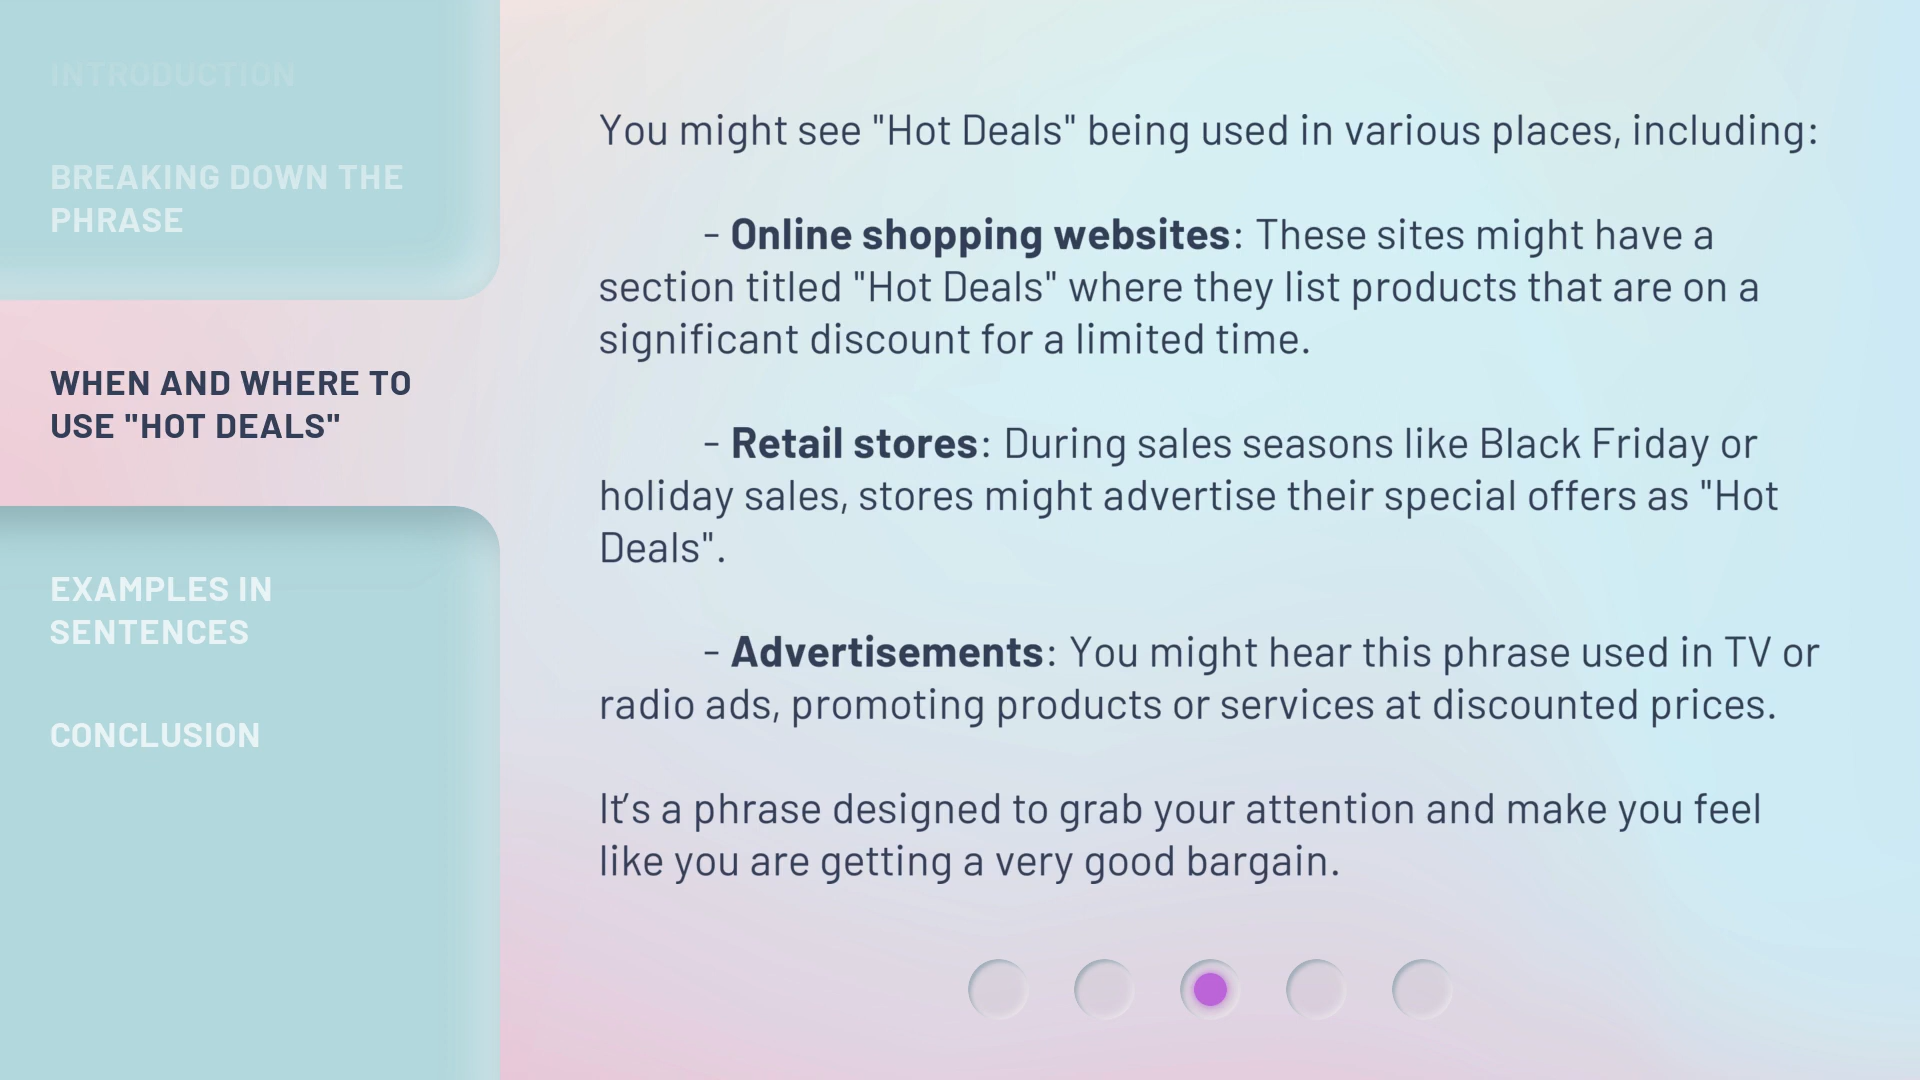 INTRODUCTION
BREAKING DOWN THE
PHRASE
WHEN AND WHERE TO
USE "HOT DEALS"
EXAMPLES IN
SENTENCES
CONCLUSION
You might see "Hot Deals" being used in various places, including:
- Online shopping websites: These sites might have a
section titled "Hot Deals" where they list products that are on a
significant discount for a limited time.
- Retail stores: During sales seasons like Black Friday or
holiday sales, stores might advertise their special offers as "Hot
Deals".
- Advertisements: You might hear this phrase used in TV or
radio ads, promoting products or services at discounted prices.
It’s a phrase designed to grab your attention and make you feel
like you are getting a very good bargain.